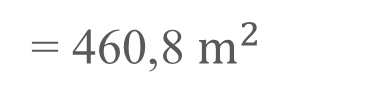 = 460,8 m²